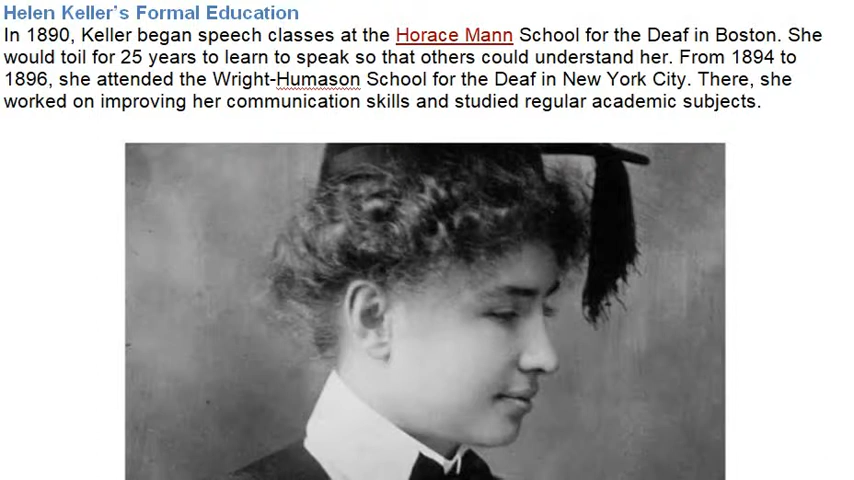 Helen Keller's Formal Education
In 1890, Keller began speech classes at the Horace Mann School for the Deaf in Boston. She
would toil for 25 years to learn to speak so that others could understand her. From 1894 to
1896, she attended the Wright-Humason School for the Deaf in New York City. There, she
worked on improving her communication skills and studied regular academic subjects.